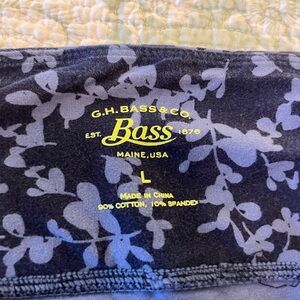 G.H. BASS & CO.
EST. Bass 1876
MAINE, USA
L
MADE IN CHINA
90% COTTON, 10% SPANDEX